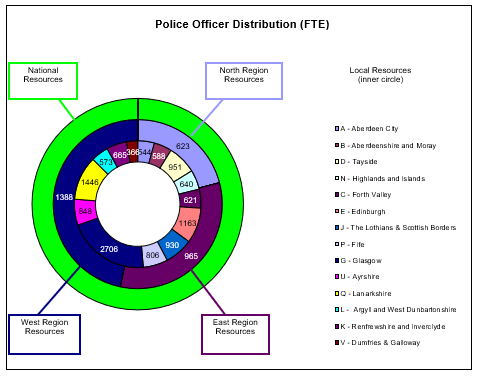 Police Officer Distribution (FTE)
National
Resources
North Region
Resources
Local Resources
(inner circle)
623
544
588
951
640
621
1163
930
806
2706
848
1446
573
665
366
1388
965
A - Aberdeen City
B - Aberdeenshire and Moray
D - Tayside
N - Highlands and Islands
C - Forth Valley
E - Edinburgh
J - The Lothians & Scottish Borders
P - Fife
G - Glasgow
U - Ayrshire
Q - Lanarkshire
L - Argyll and West Dunbartonshire
K - Renfrewshire and Inverclyde
V - Dumfries & Galloway
West Region
Resources
East Region
Resources